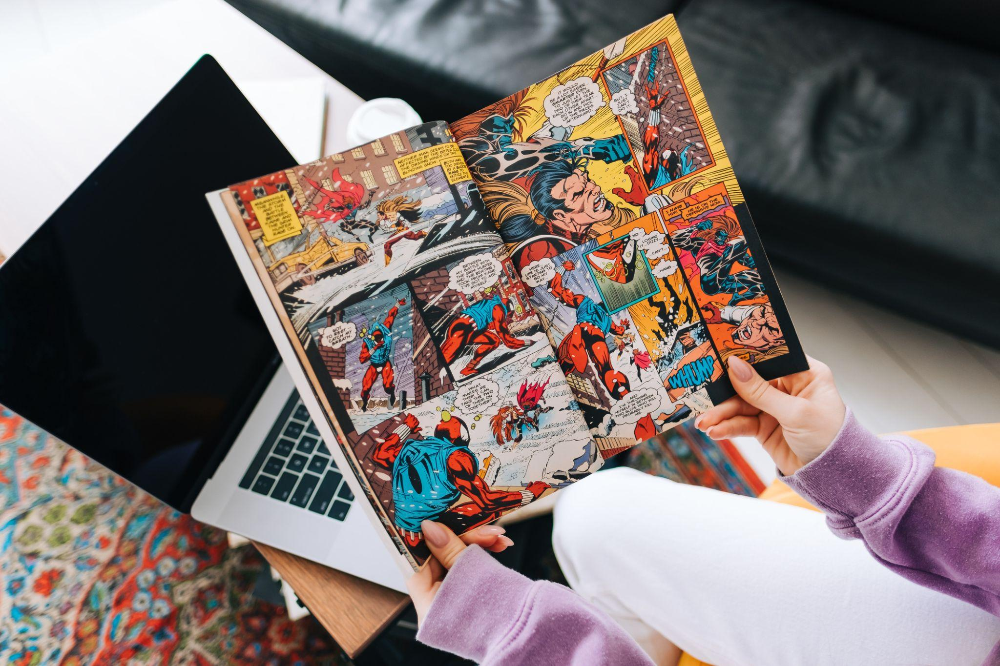 MEANWHILE,
THE STORM
AND THE
BATTLE
BETWEEN
KAINE AND
THE GRIM
HUNTER
RAGE ON.
NEITHER MAN SEEMS TO BE
AFFECTED BY THE BITTER COLD,
THE DRIVING WINDS OR THE
BLINDING SNOW.
BOTH ARE
TOO DRIVEN
BY A BLOOD
RAGE TO
NOTICE THE
ELEMENTS.
GOT
TO REST...
CATCH MY
BREATH.
BETWEEN
MY BATTLE WITH
THE GRIM HUNTER
AND THE BEATING I
TOOK FROM KAINE
I'VE GOT TO ASK
MYSELF...
WHAT
MAKES ME
THINK I CAN
TAKE THE TWO
OF THEM ON
TOGETHER?
IT WOULD
BE A LOT EASIER...
SMARTER EVEN...
TO JUST LET THE
TWO OF THEM TEAR
EACH OTHER APART...
GO IN AND PICK
UP THE PIECES
AFTERWARD.
BUT, I
JUST
CAN'T
DO IT.
THWIPS
HERE
LIFE IS JUST
STARTING TO
GO MY
WAY...
AND
I'M THROWING
MYSELF IN BETWEEN
TWO GUYS WHO WILL
PROBABLY KILL
ME.
NO--
LOSING
IT...DIZZY...
...CAN'T...
...HANG...
WHUMP
I HAVE
HIM!
HE IS ON THE
DEFENSIVE NOW.